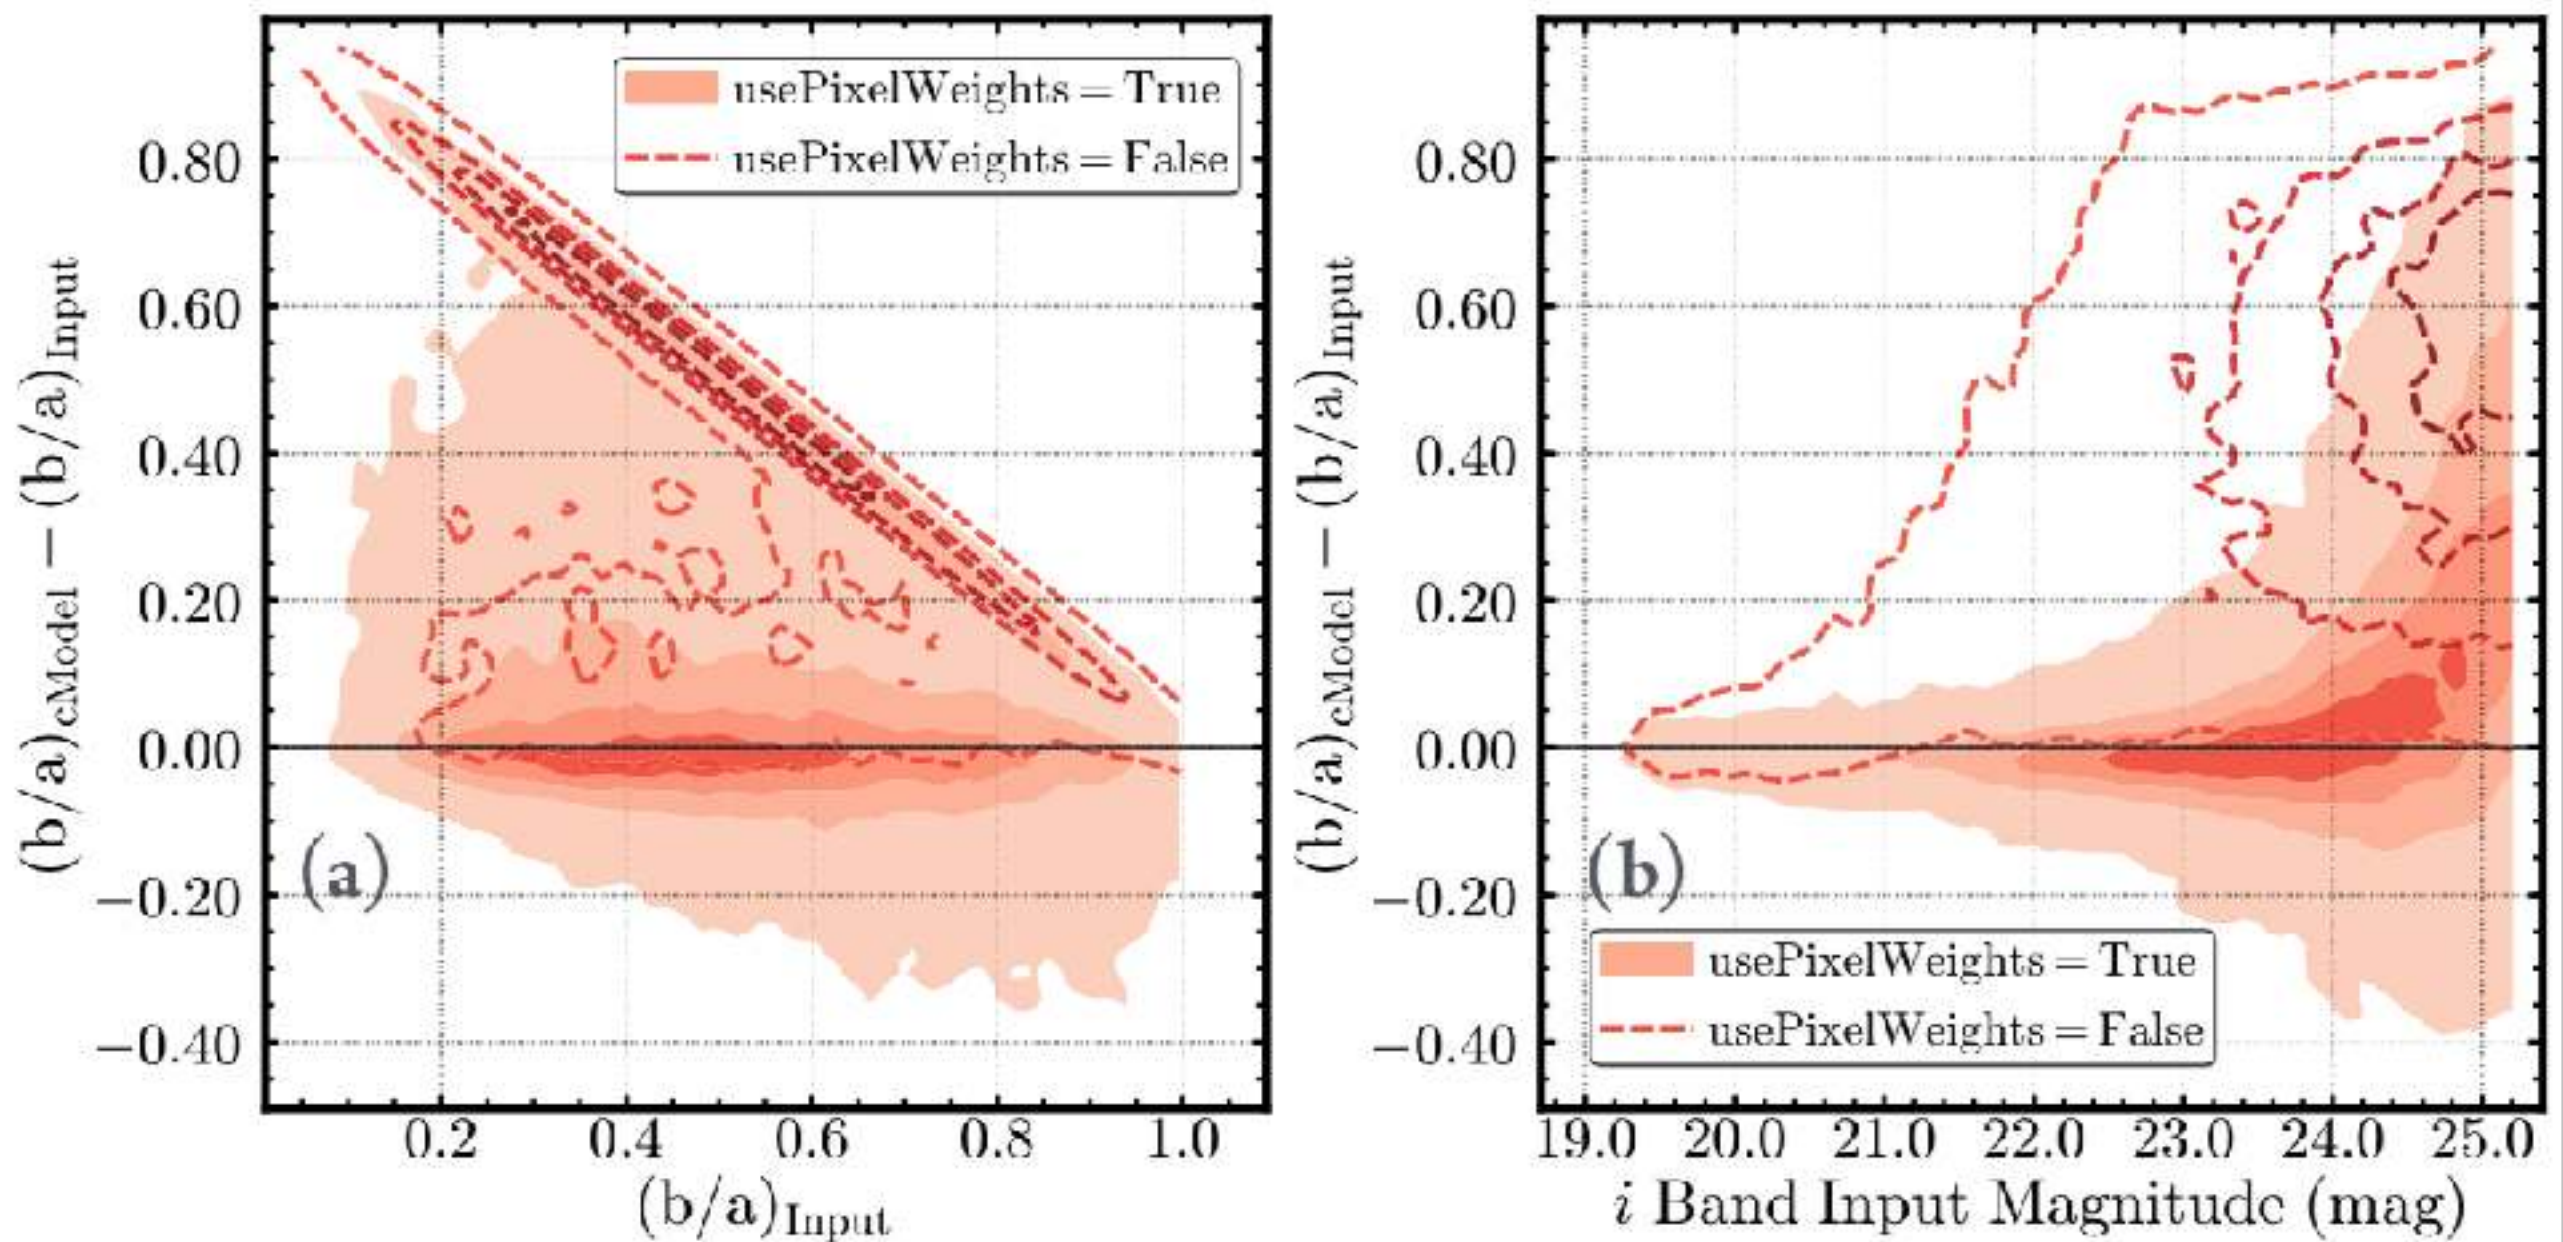 usePixelWeights = True
usePixelWeights = False
(b/a)cModel − (b/a)Input
0.80
0.60
0.40
0.20
0.00
−0.20
−0.40
(a)
0.2 0.4 0.6 0.8 1.0
(b/a)Input
(b/a)cModel − (b/a)Input
0.80
0.60
0.40
0.20
0.00
−0.20
−0.40
(b)
usePixelWeights = True
usePixelWeights = False
19.0 20.0 21.0 22.0 23.0 24.0 25.0
i Band Input Magnitude (mag)